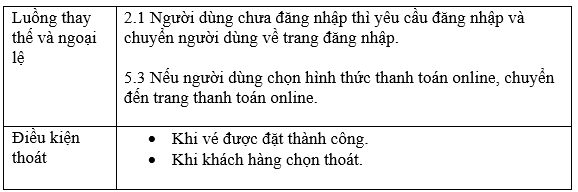 Luồng thay
thế và ngoại
lệ
2.1 Người dùng chưa đăng nhập thì yêu cầu đăng nhập và
chuyển người dùng về trang đăng nhập.
5.3 Nếu người dùng chọn hình thức thanh toán online, chuyển
đến trang thanh toán online.
Điều kiện
thoát
• Khi vé được đặt thành công.
• Khi khách hàng chọn thoát.